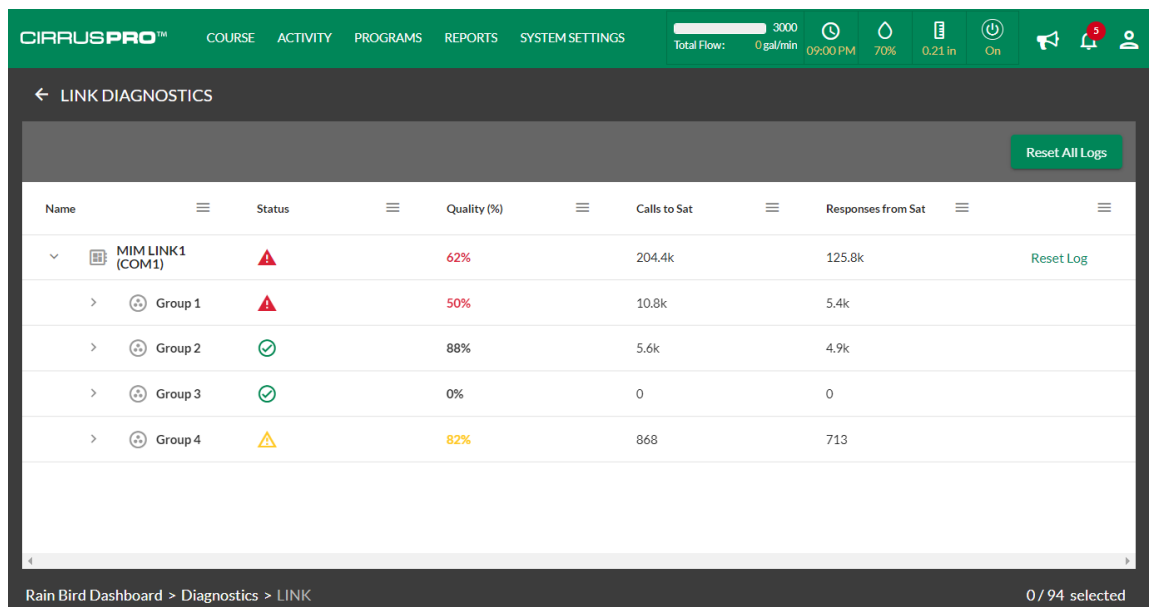 CIRRUSPRO™ COURSE ACTIVITY PROGRAMS REPORTS SYSTEM SETTINGS
3000
Total Flow: 0 gal/min 09:00 PM 70% 0.21 in On 5
LINK DIAGNOSTICS
Reset All Logs
Name Status Quality (%) Calls to Sat Responses from Sat
MIM LINK1
(COM1) 62% 204.4k 125.8k Reset Log
Group 1 50% 10.8k 5.4k
Group 2 88% 5.6k 4.9k
Group 3 0% 0 0
Group 4 82% 868 713
Rain Bird Dashboard > Diagnostics > LINK 0 / 94 selected